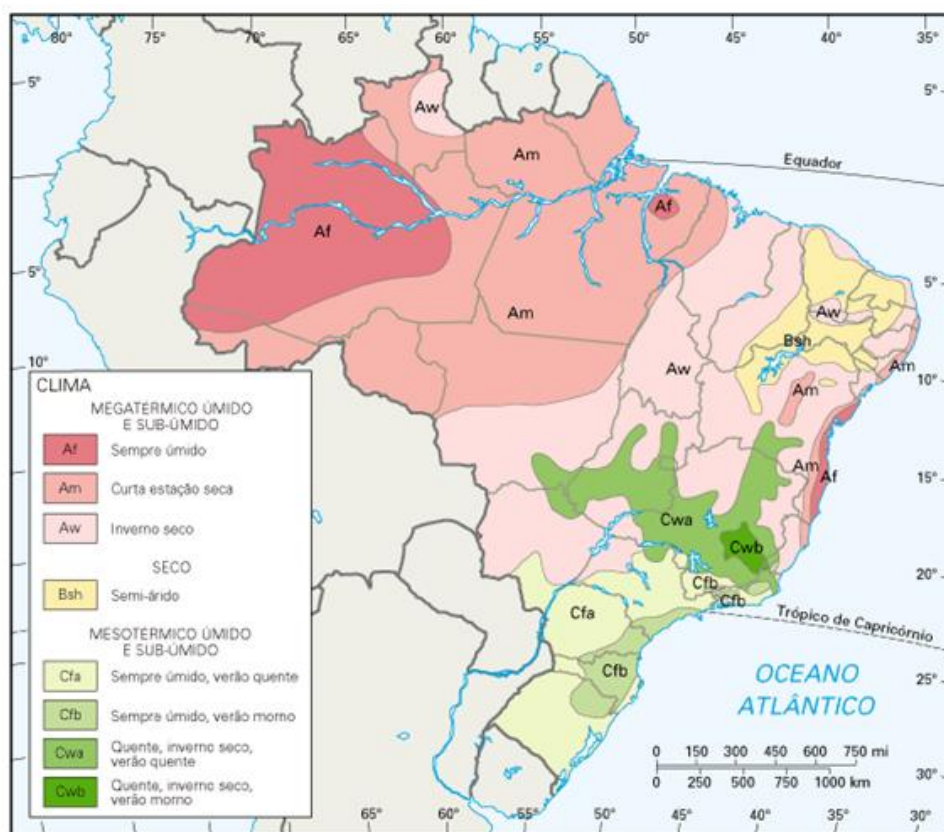 80° 75° 70° 65° 60° 55° 50° 45° 40° 35°
5°
5°
Aw
Am
Equador
Af
Af
5°
5°
Am
Aw
Bsh
Am
Aw
10°
10°
Am
Am
Af
15°
Cwa
Cwb
20°
Cfb
Cfb
Cfa
Trópico de Capricórnio
Cfb
OCEANO
ATLÂNTICO
25°
30°
CLIMA
MEGATÉRMICO ÚMIDO
E SUB-ÚMIDO
Af Sempre úmido
Am Curta estação seca
Aw Inverno seco
SECO
Bsh Semi-árido
MESOTÉRMICO ÚMIDO
E SUB-ÚMIDO
Cfa Sempre úmido, verão quente
Cfb Sempre úmido, verão morno
Cwa Quente, inverno seco,
verão quente
Cwb Quente, inverno seco,
verão morno
0 150 300 450 600 750 mi
0 250 500 750 1000 km
65° 60° 55° 50° 45° 40° 35° 30°